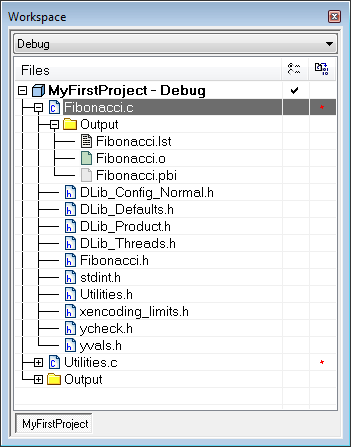 Workspace
Debug
Files
MyFirstProject - Debug
Fibonacci.c
Output
Fibonacci.lst
Fibonacci.o
Fibonacci.pbi
DLib_Config_Normal.h
DLib_Defaults.h
DLib_Product.h
DLib_Threads.h
Fibonacci.h
stdint.h
Utilities.h
xencoding_limits.h
ycheck.h
yvals.h
Utilities.c
Output
MyFirstProject